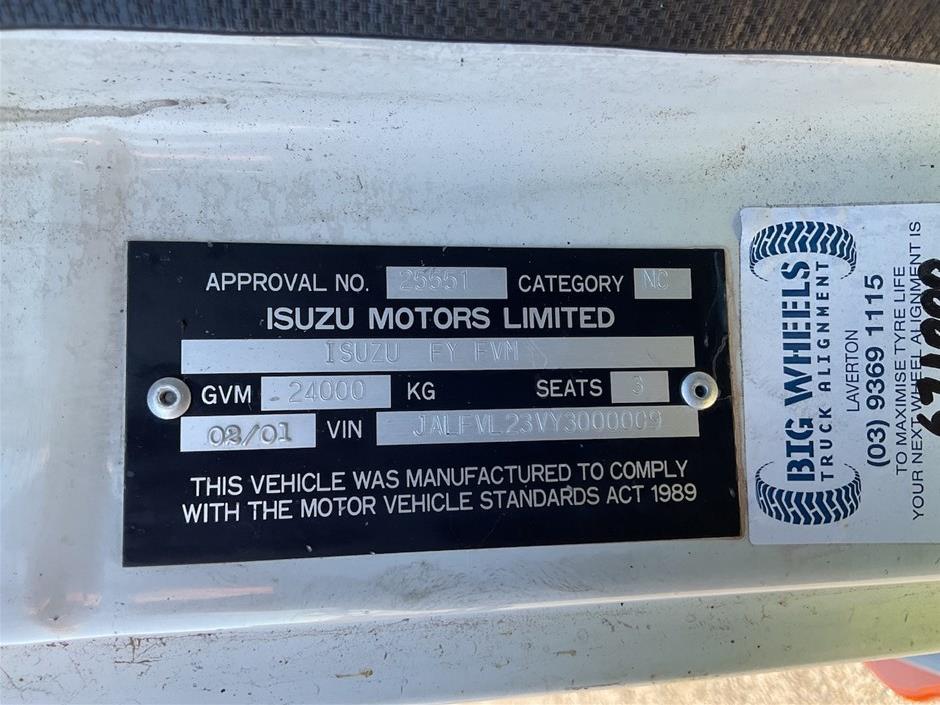 APPROVAL NO. 25551 CATEGORY NC
ISUZU MOTORS LIMITED
ISUZU FY FVM
GVM 24000 KG SEATS 3
08/01 VIN JALFVL23VY3000009
THIS VEHICLE WAS MANUFACTURED TO COMPLY
WITH THE MOTOR VEHICLE STANDARDS ACT 1989
BIG WHEELS
TRUCK ALIGNMENT
LAVERTON
(03) 9369 1115
TO MAXIMISE TYRE LIFE
YOUR NEXT WHEEL ALIGNMENT IS